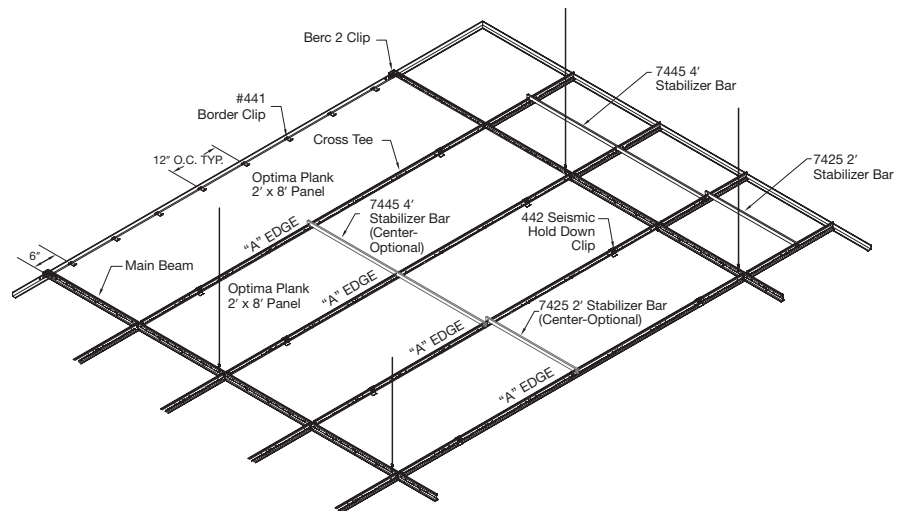 Berc 2 Clip
7445 4′
Stabilizer Bar
#441
Border Clip
Cross Tee
12″ O.C. TYP.
Optima Plank
2′ x 8′ Panel
7425 2′
Stabilizer Bar
7445 4′
Stabilizer Bar
(Center-
Optional)
442 Seismic
Hold Down
Clip
"A" EDGE
6″
Main Beam
Optima Plank
2′ x 8′ Panel
"A" EDGE
7425 2′ Stabilizer Bar
(Center-Optional)
"A" EDGE
"A" EDGE